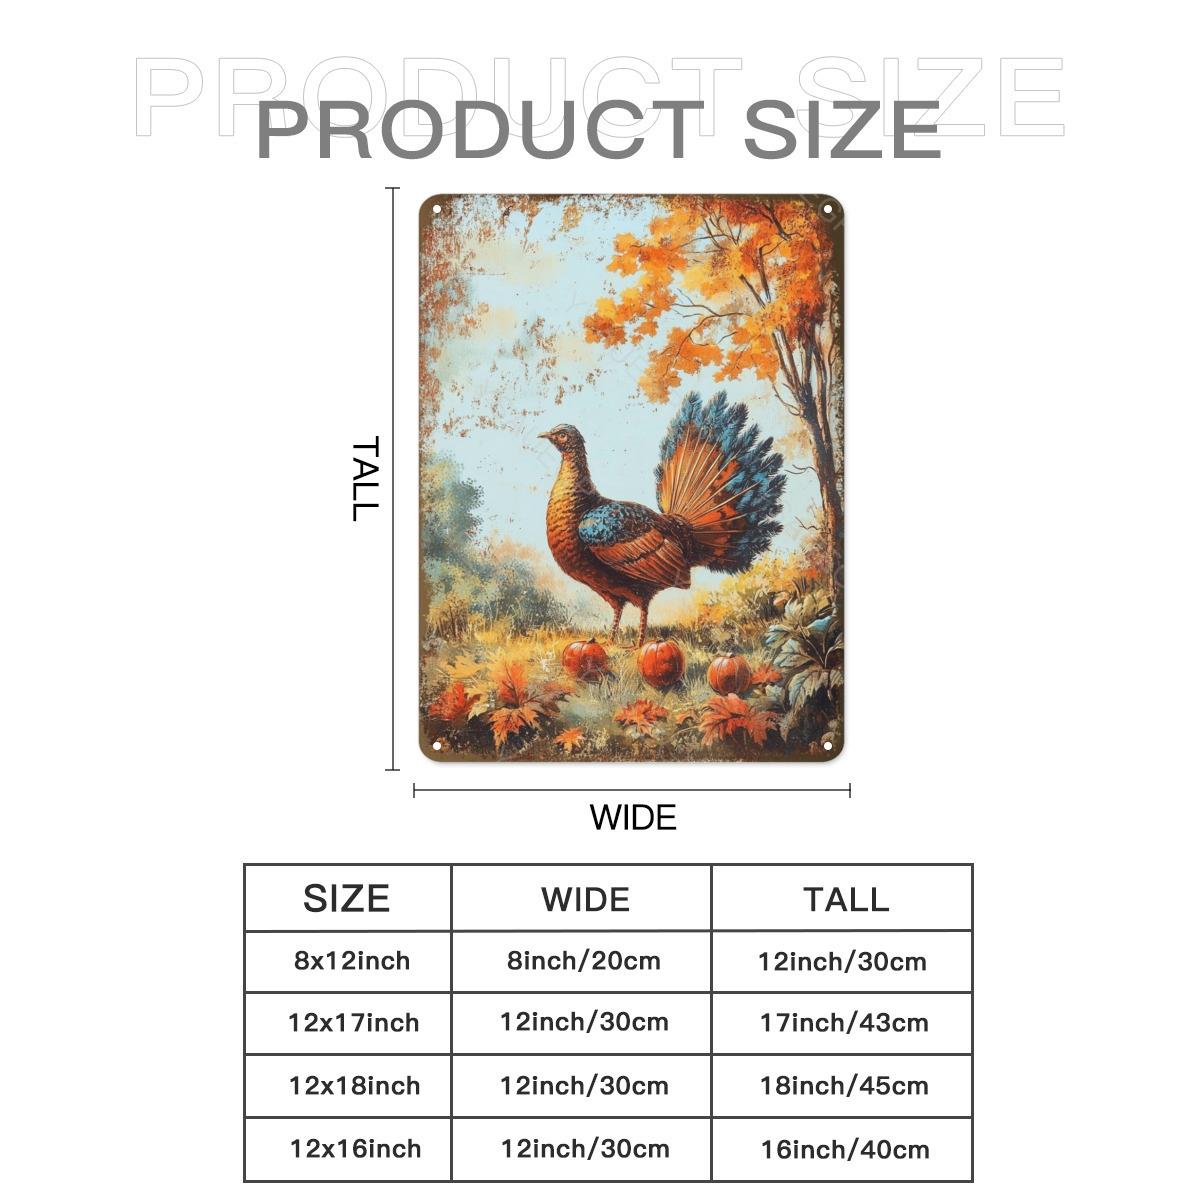 PRODUCT SIZE
PRODUCT SIZE
TALL
WIDE
SIZE WIDE TALL
8x12inch 8inch/20cm 12inch/30cm
12x17inch 12inch/30cm 17inch/43cm
12x18inch 12inch/30cm 18inch/45cm
12x16inch 12inch/30cm 16inch/40cm